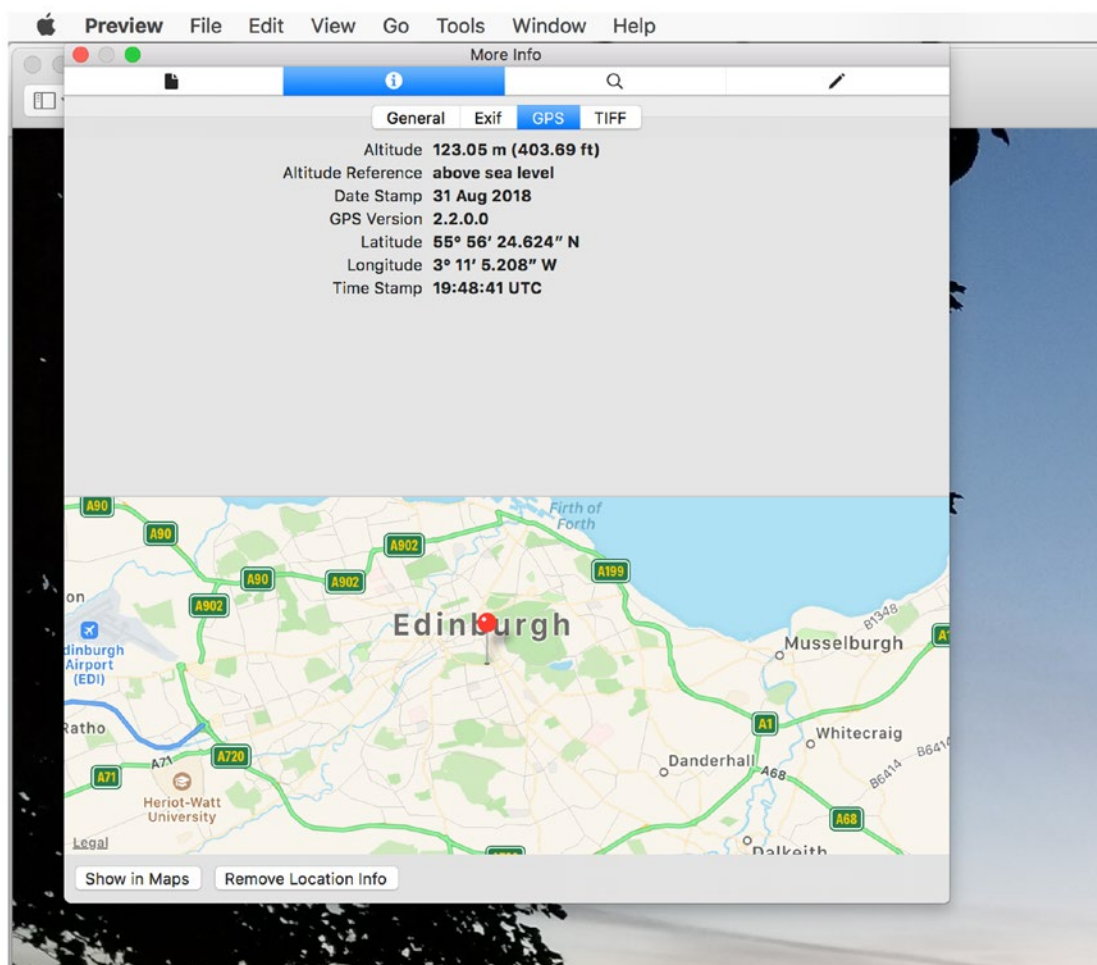 Preview File Edit View Go Tools Window Help
More Info
General Exif GPS TIFF
Altitude 123.05 m (403.69 ft)
Altitude Reference above sea level
Date Stamp 31 Aug 2018
GPS Version 2.2.0.0
Latitude 55° 56′ 24.624″ N
Longitude 3° 11′ 5.208″ W
Time Stamp 19:48:41 UTC
A90
Firth of
Forth
A90
A902
A90
A902
A199
on
A902
B1348
Edinburgh
dinburgh
Airport
(EDI)
Musselburgh
A1
Ratho
A1
Whitecraig
A71
A720
B6414
B6414
Danderhall
A68
A71
Heriot-Watt
University
A68
Legal
Dalkeith
Show in Maps Remove Location Info